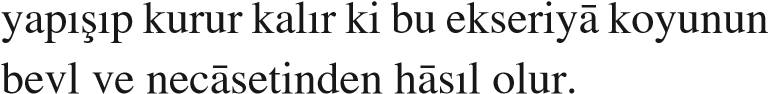 yapışıp kurur kalır ki bu ekseriyā koyunun
bevl ve necāsetinden hāsıl olur.